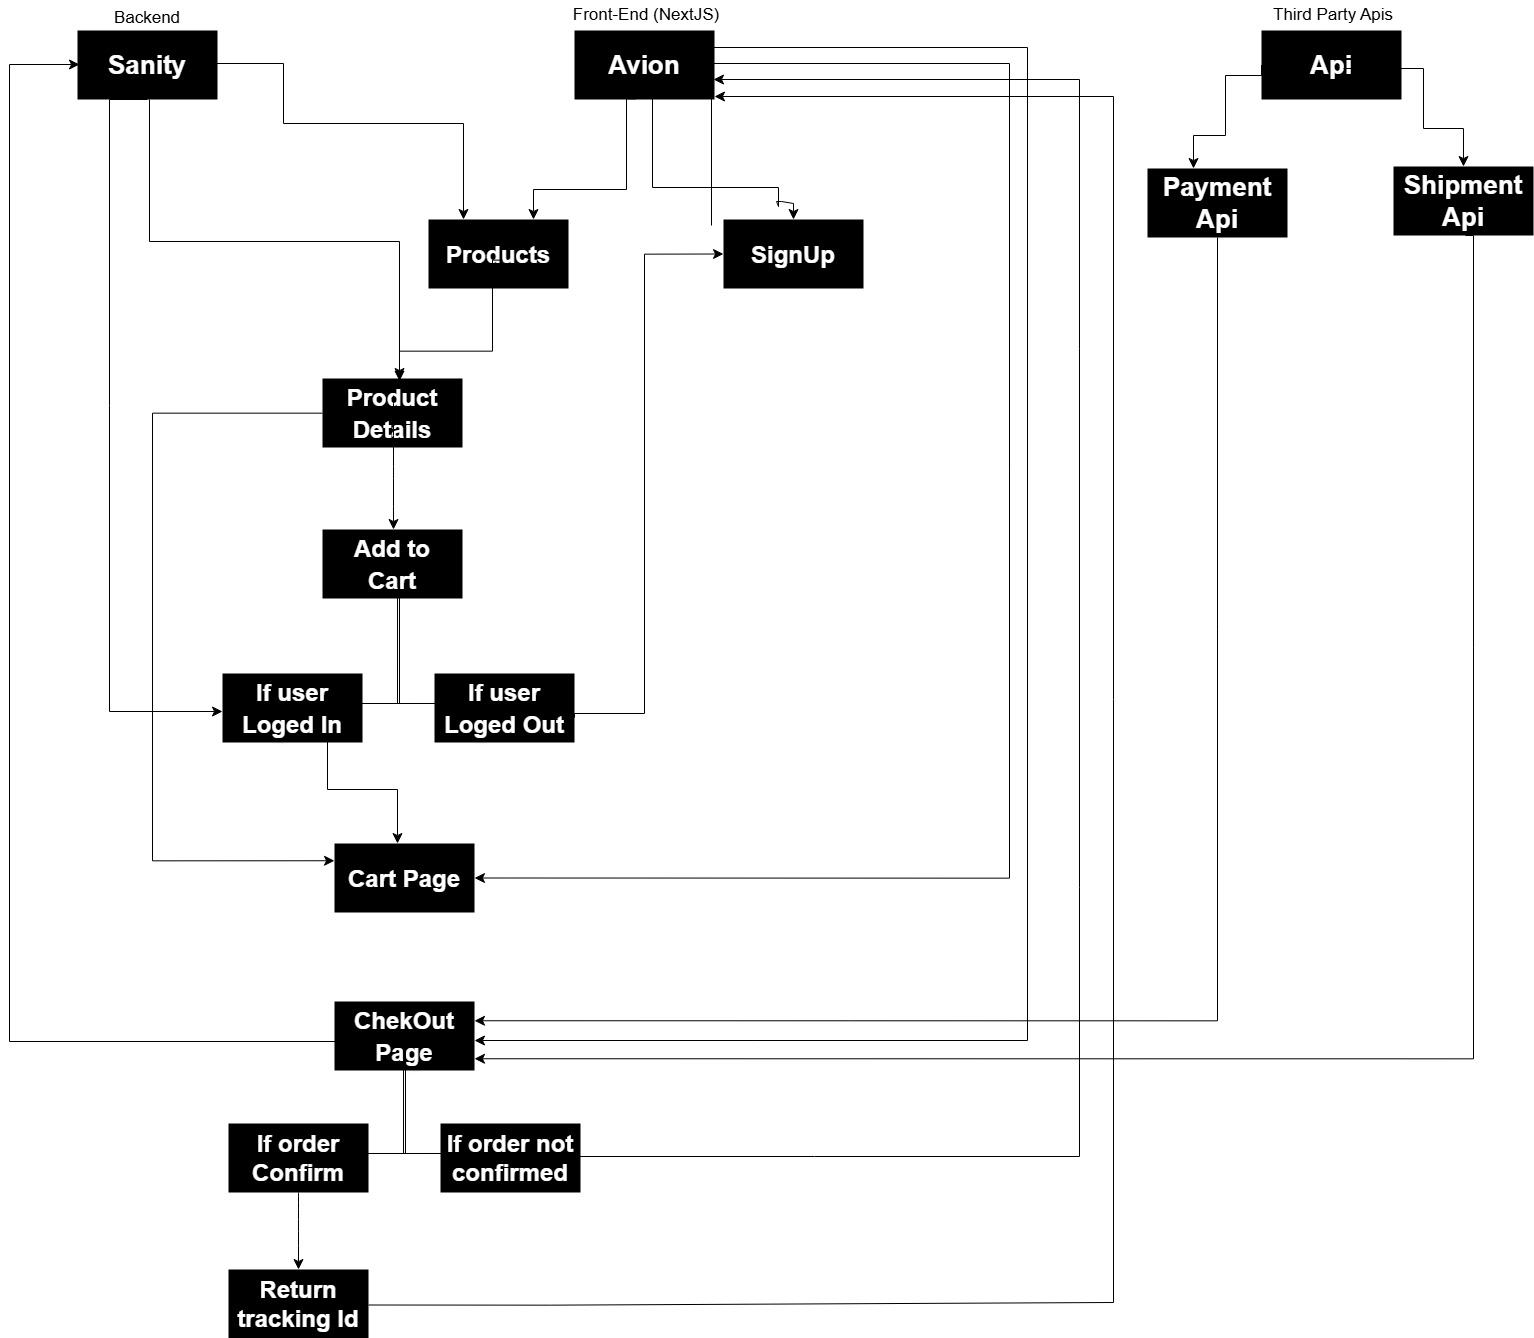 Backend
Front-End (NextJS)
Third Party Apis
Sanity
Avion
Api
Payment
Api
Shipment
Api
Products
SignUp
Product
Details
Add to
Cart
If user
Loged In
If user
Loged Out
Cart Page
ChekOut
Page
If order
Confirm
If order not
confirmed
Return
tracking Id